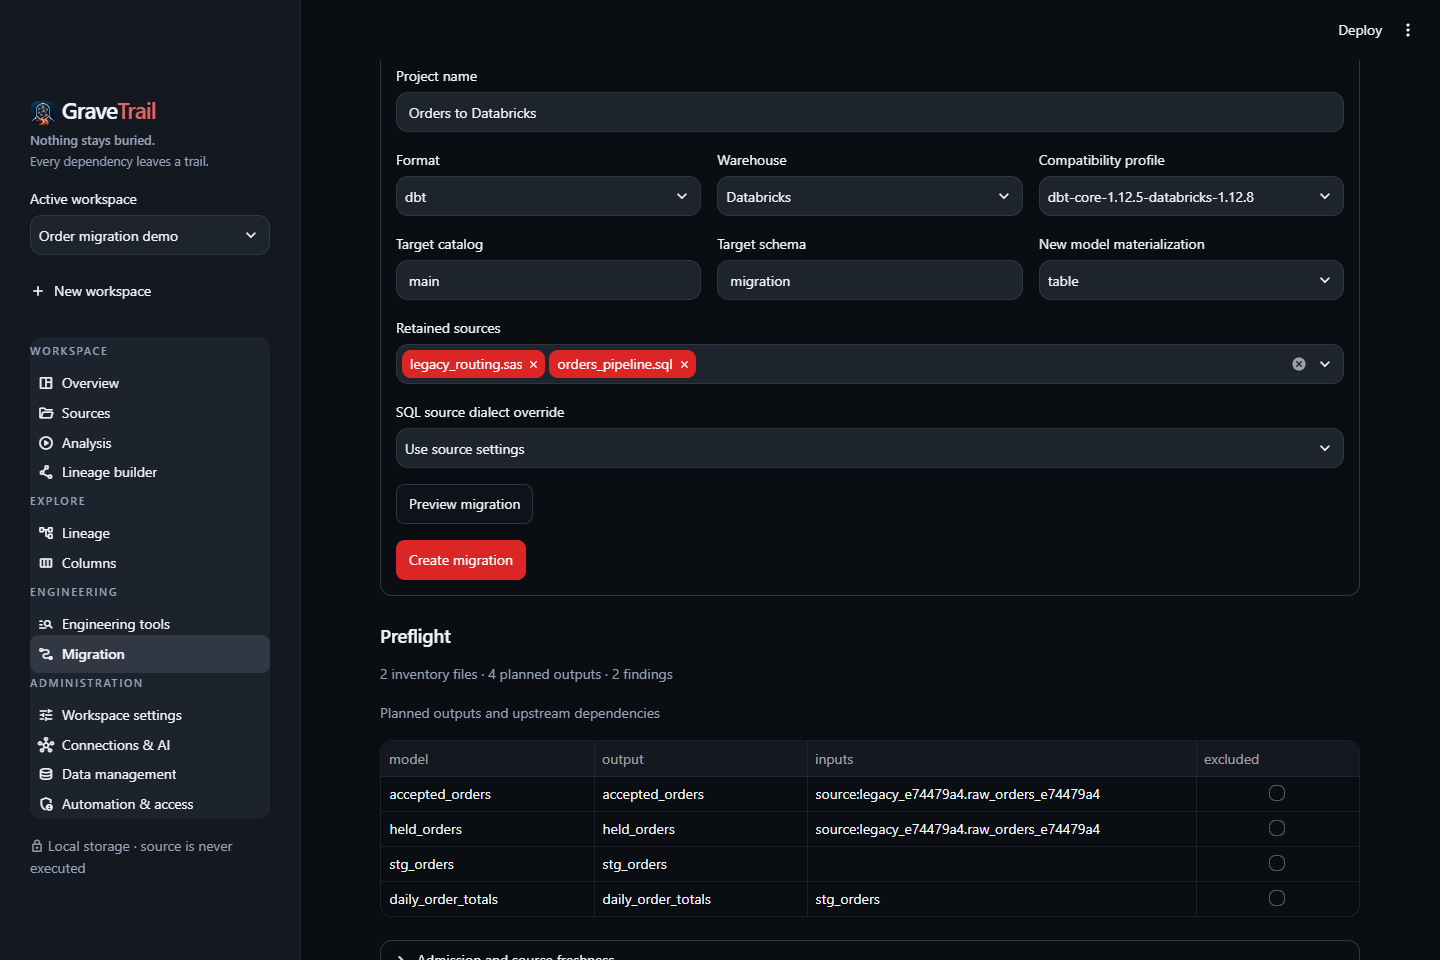 Deploy
GraveTrail
Nothing stays buried.
Every dependency leaves a trail.
Active workspace
Order migration demo
New workspace
WORKSPACE
Overview
Sources
Analysis
Lineage builder
EXPLORE
Lineage
Columns
ENGINEERING
Engineering tools
Migration
ADMINISTRATION
Workspace settings
Connections & AI
Data management
Automation & access
Local storage · source is never
executed
Project name
Orders to Databricks
Format Warehouse Compatibility profile
dbt Databricks dbt-core-1.12.5-databricks-1.12.8
Target catalog Target schema New model materialization
main migration table
Retained sources
legacy_routing.sas orders_pipeline.sql
SQL source dialect override
Use source settings
Preview migration
Create migration
Preflight
2 inventory files · 4 planned outputs · 2 findings
Planned outputs and upstream dependencies
model output inputs excluded
accepted_orders accepted_orders source:legacy_e74479a4.raw_orders_e74479a4
held_orders held_orders source:legacy_e74479a4.raw_orders_e74479a4
stg_orders stg_orders
daily_order_totals daily_order_totals stg_orders
Admission and source freshness